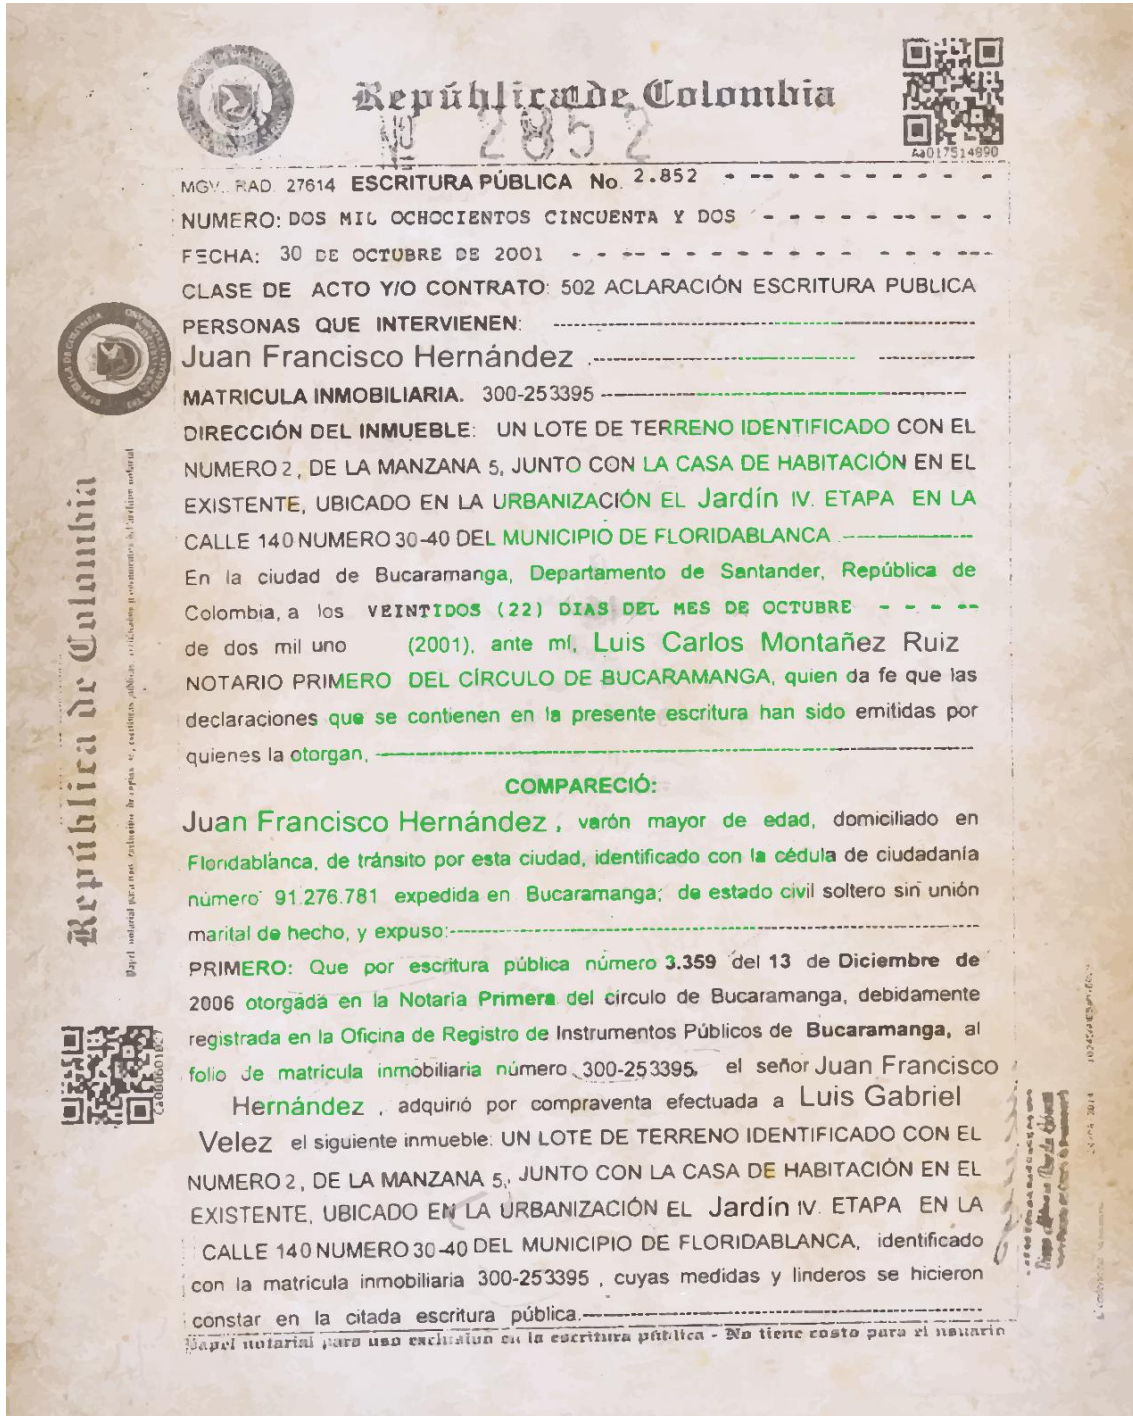 República de Colombia
Nº 2852
Aa017514890
MGV. RAD. 27614 ESCRITURA PÚBLICA No. 2.852
NUMERO: DOS MIL OCHOCIENTOS CINCUENTA Y DOS
FECHA: 30 DE OCTUBRE DE 2001
CLASE DE ACTO Y/O CONTRATO: 502 ACLARACIÓN ESCRITURA PUBLICA
PERSONAS QUE INTERVIENEN:
Juan Francisco Hernández
MATRICULA INMOBILIARIA. 300-253395
DIRECCIÓN DEL INMUEBLE: UN LOTE DE TERRENO IDENTIFICADO CON EL
NUMERO 2, DE LA MANZANA 5, JUNTO CON LA CASA DE HABITACIÓN EN EL
EXISTENTE, UBICADO EN LA URBANIZACIÓN EL Jardín IV. ETAPA EN LA
CALLE 140 NUMERO 30-40 DEL MUNICIPIO DE FLORIDABLANCA
En la ciudad de Bucaramanga, Departamento de Santander, República de
Colombia, a los VEINTIDOS (22) DIAS DEL MES DE OCTUBRE
de dos mil uno (2001), ante mí, Luis Carlos Montañez Ruiz
NOTARIO PRIMERO DEL CÍRCULO DE BUCARAMANGA, quien da fe que las
declaraciones que se contienen en la presente escritura han sido emitidas por
quienes la otorgan,
COMPARECIÓ:
Juan Francisco Hernández , varón mayor de edad, domiciliado en
Floridablanca, de tránsito por esta ciudad, identificado con la cédula de ciudadanía
número 91.276.781 expedida en Bucaramanga; de estado civil soltero sin unión
marital de hecho, y expuso:
PRIMERO: Que por escritura pública número 3.359 del 13 de Diciembre de
2006 otorgada en la Notaria Primera del circulo de Bucaramanga, debidamente
registrada en la Oficina de Registro de Instrumentos Públicos de Bucaramanga, al
folio de matrícula inmobiliaria número 300-253395, el señor Juan Francisco
Hernández , adquirió por compraventa efectuada a Luis Gabriel
Velez el siguiente inmueble: UN LOTE DE TERRENO IDENTIFICADO CON EL
NUMERO 2, DE LA MANZANA 5, JUNTO CON LA CASA DE HABITACIÓN EN EL
EXISTENTE, UBICADO EN LA URBANIZACIÓN EL Jardín IV. ETAPA EN LA
CALLE 140 NUMERO 30-40 DEL MUNICIPIO DE FLORIDABLANCA, identificado
con la matrícula inmobiliaria 300-253395 , cuyas medidas y linderos se hicieron
constar en la citada escritura pública.
Papel notarial para uso exclusivo en la escritura pública - No tiene costo para el usuario
República de Colombia
Papel notarial para uso exclusivo de copias de escrituras públicas, certificados y documentos del archivo notarial